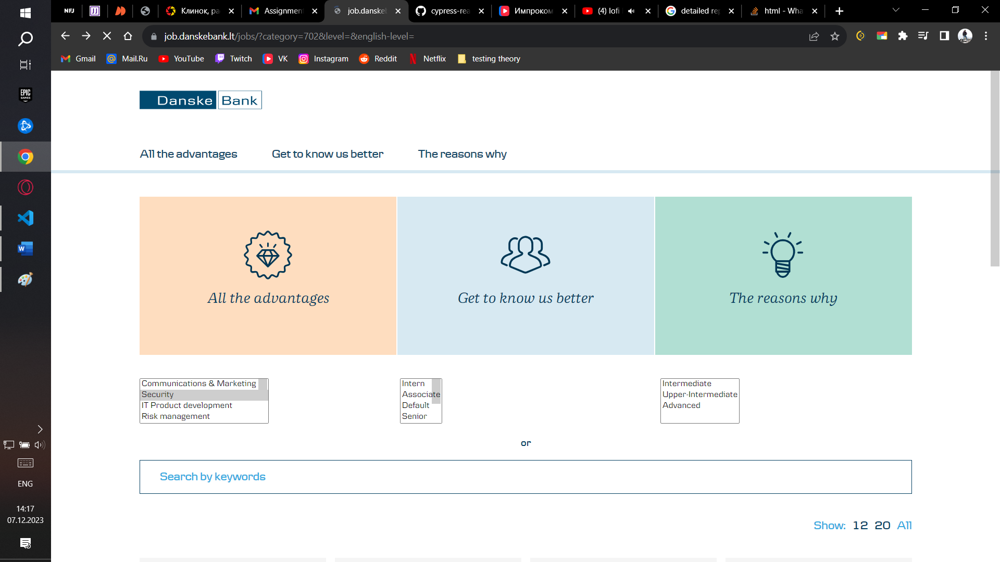 NFJ
Клинок, ра
Assignmen
job.danskel
cypress-rea
Импроком
(4) lofi
detailed re
html - Wha
job.danskebank.lt/jobs/?category=702&level=&english-level=
Gmail
Mail.Ru
YouTube
Twitch
VK
Instagram
Reddit
Netflix
testing theory
EPIC
GAMES
Danske Bank
All the advantages
Get to know us better
The reasons why
All the advantages
Get to know us better
The reasons why
Communications & Marketing
Security
IT Product development
Risk management
Intern
Associate
Default
Senior
Intermediate
Upper-Intermediate
Advanced
or
Search by keywords
Show: 12 20 All
ENG
14:17
07.12.2023